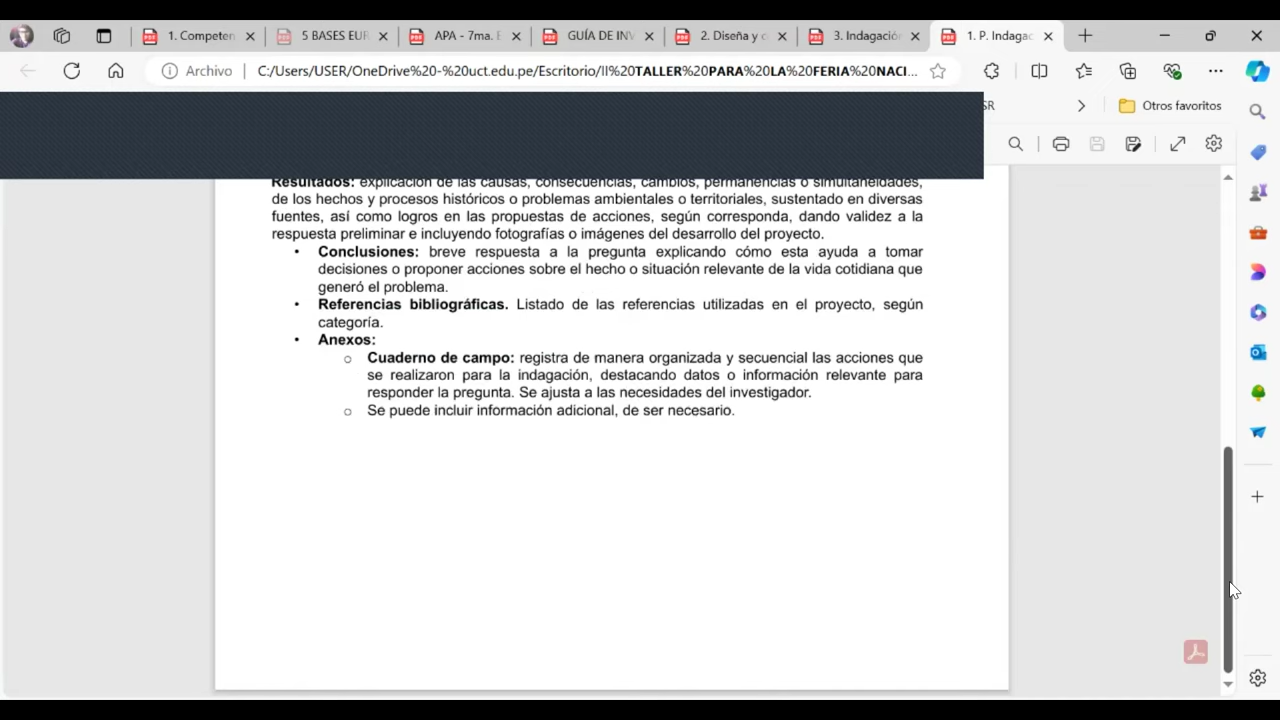 1. Competen
5 BASES EUR
APA - 7ma. E
GUÍA DE INV
2. Diseña y c
3. Indagación
1. P. Indagac
Archivo
C:/Users/USER/OneDrive%20-%20uct.edu.pe/Escritorio/II%20TALLER%20PARA%20LA%20FERIA%20NACI...
SR
Otros favoritos
Resultados: explicación de las causas, consecuencias, cambios, permanencias o simultaneidades,
de los hechos y procesos históricos o problemas ambientales o territoriales, sustentado en diversas
fuentes, así como logros en las propuestas de acciones, según corresponda, dando validez a la
respuesta preliminar e incluyendo fotografías o imágenes del desarrollo del proyecto.
• Conclusiones: breve respuesta a la pregunta explicando cómo esta ayuda a tomar
decisiones o proponer acciones sobre el hecho o situación relevante de la vida cotidiana que
generó el problema.
• Referencias bibliográficas. Listado de las referencias utilizadas en el proyecto, según
categoría.
• Anexos:
o Cuaderno de campo: registra de manera organizada y secuencial las acciones que
se realizaron para la indagación, destacando datos o información relevante para
responder la pregunta. Se ajusta a las necesidades del investigador.
o Se puede incluir información adicional, de ser necesario.